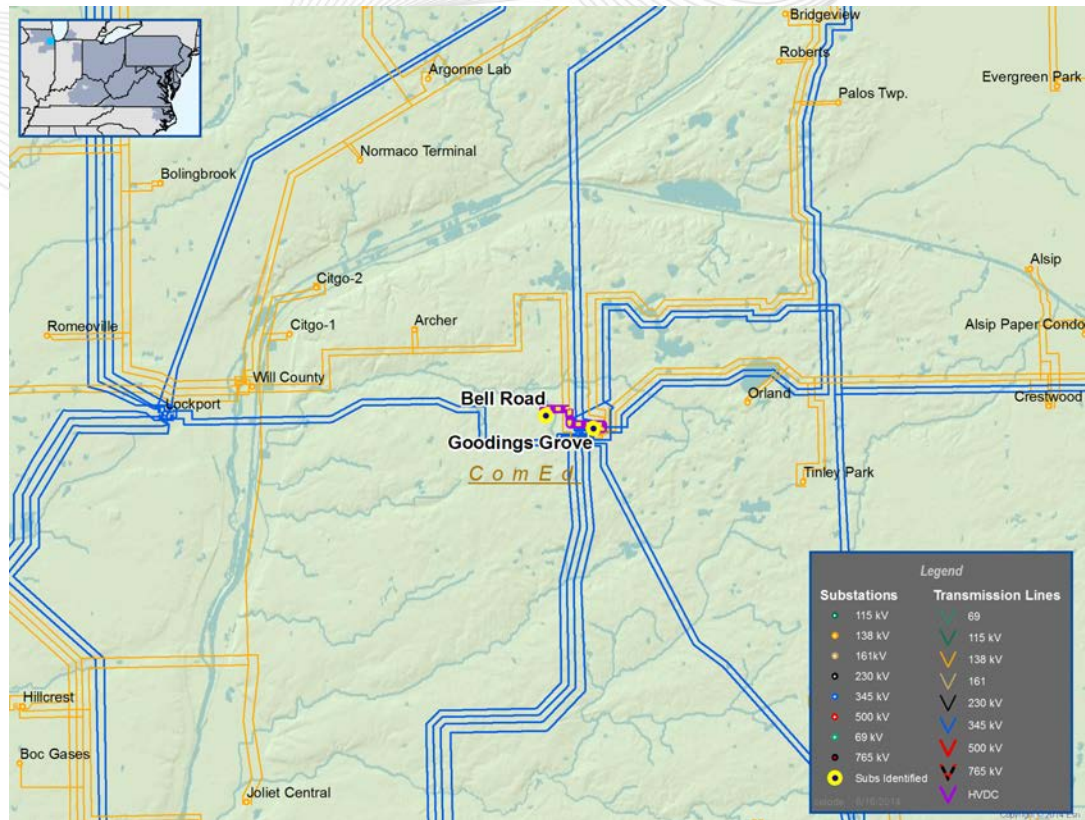 Bridgeview
Roberts
Argonne Lab
Evergreen Park
Palos Twp.
Normaco Terminal
Bolingbrook
Alsip
Citgo-2
Romeoville
Citgo-1
Archer
Alsip Paper Condo
Will County
Lockport
Bell Road
Orland
Crestwood
Goodings Grove
ComEd
Tinley Park
Hillcrest
Boc Gases
Joliet Central
Legend
Substations
115 kV
138 kV
161kV
230 kV
345 kV
500 kV
69 kV
765 kV
Subs Identified
Transmission Lines
69
115 kV
138 kV
161
230 kV
345 kV
500 kV
765 kV
HVDC